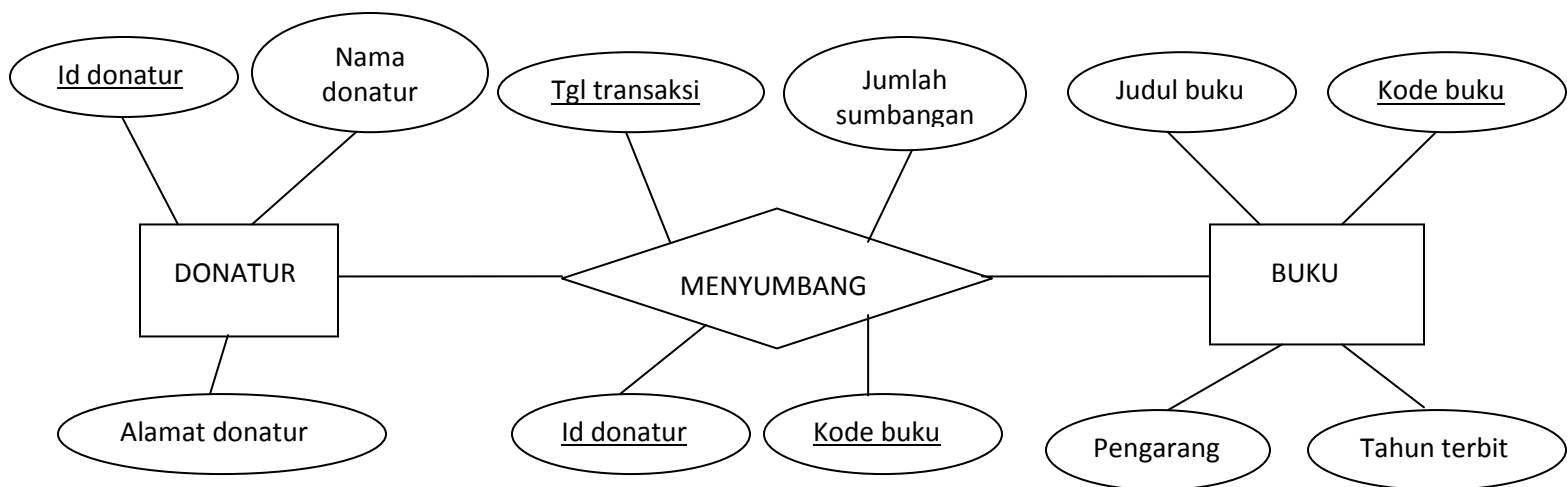 Id donatur
Nama
donatur
Tgl transaksi
Jumlah
sumbangan
Judul buku
Kode buku
DONATUR
MENYUMBANG
BUKU
Alamat donatur
Id donatur
Kode buku
Pengarang
Tahun terbit